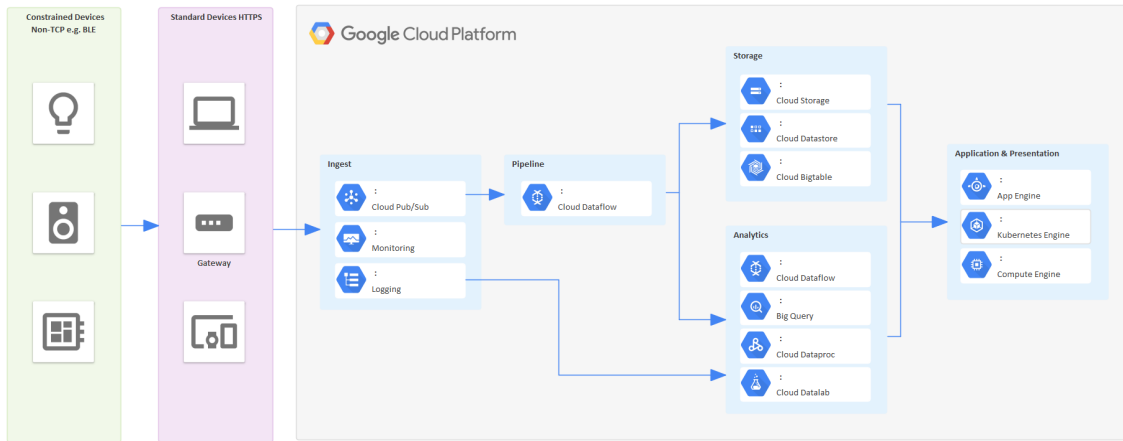 Constrained Devices
Non-TCP e.g. BLE
Standard Devices HTTPS
Gateway
Google Cloud Platform
Ingest
:
Cloud Pub/Sub
:
Monitoring
:
Logging
Pipeline
:
Cloud Dataflow
Storage
:
Cloud Storage
:
Cloud Datastore
:
Cloud Bigtable
Analytics
:
Cloud Dataflow
:
Big Query
:
Cloud Dataproc
:
Cloud Datalab
Application & Presentation
:
App Engine
:
Kubernetes Engine
:
Compute Engine